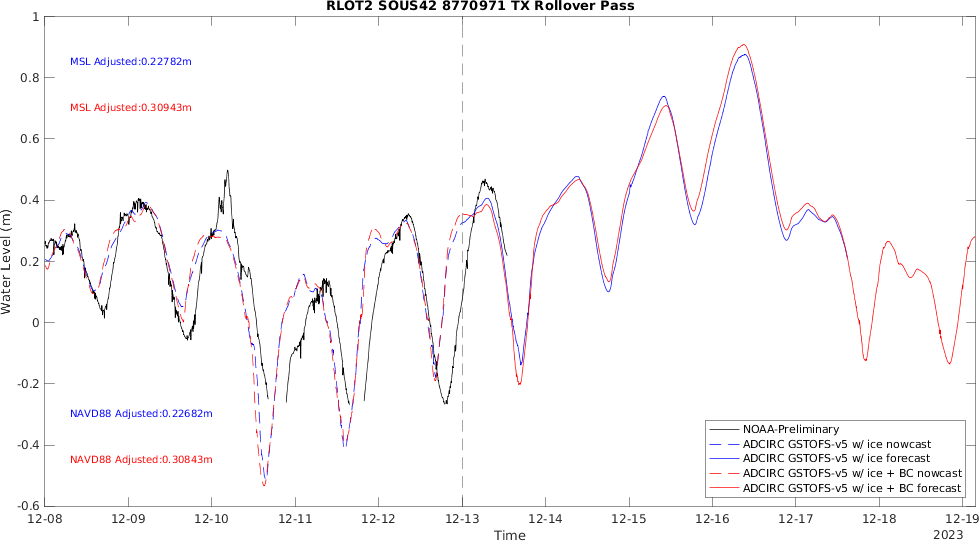 RLOT2 SOUS42 8770971 TX Rollover Pass
1
0.8
0.6
0.4
0.2
0
-0.2
-0.4
-0.6
Water Level (m)
MSL Adjusted:0.22782m
MSL Adjusted:0.30943m
NAVD88 Adjusted:0.22682m
NAVD88 Adjusted:0.30843m
NOAA-Preliminary
ADCIRC GSTOFS-v5 w/ ice nowcast
ADCIRC GSTOFS-v5 w/ ice forecast
ADCIRC GSTOFS-v5 w/ ice + BC nowcast
ADCIRC GSTOFS-v5 w/ ice + BC forecast
12-08 12-09 12-10 12-11 12-12 12-13 12-14 12-15 12-16 12-17 12-18 12-19
Time
2023